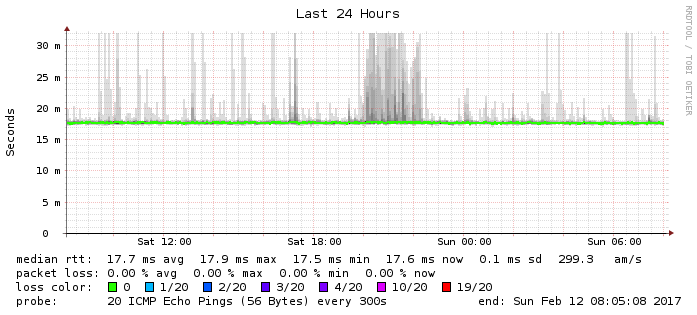 Last 24 Hours
RRDTOOL / TOBI OETIKER
Seconds
30 m
25 m
20 m
15 m
10 m
5 m
0
Sat 12:00 Sat 18:00 Sun 00:00 Sun 06:00
median rtt: 17.7 ms avg 17.9 ms max 17.5 ms min 17.6 ms now 0.1 ms sd 299.3 am/s
packet loss: 0.00 % avg 0.00 % max 0.00 % min 0.00 % now
loss color: 0 1/20 2/20 3/20 4/20 10/20 19/20
probe: 20 ICMP Echo Pings (56 Bytes) every 300s end: Sun Feb 12 08:05:08 2017